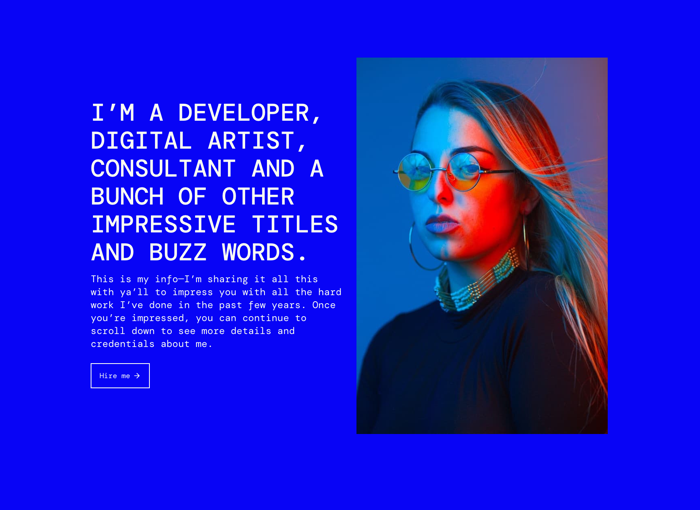 I’M A DEVELOPER,
DIGITAL ARTIST,
CONSULTANT AND A
BUNCH OF OTHER
IMPRESSIVE TITLES
AND BUZZ WORDS.
This is my info—I’m sharing it all this
with ya’ll to impress you with all the hard
work I’ve done in the past few years. Once
you’re impressed, you can continue to
scroll down to see more details and
credentials about me.
Hire me →